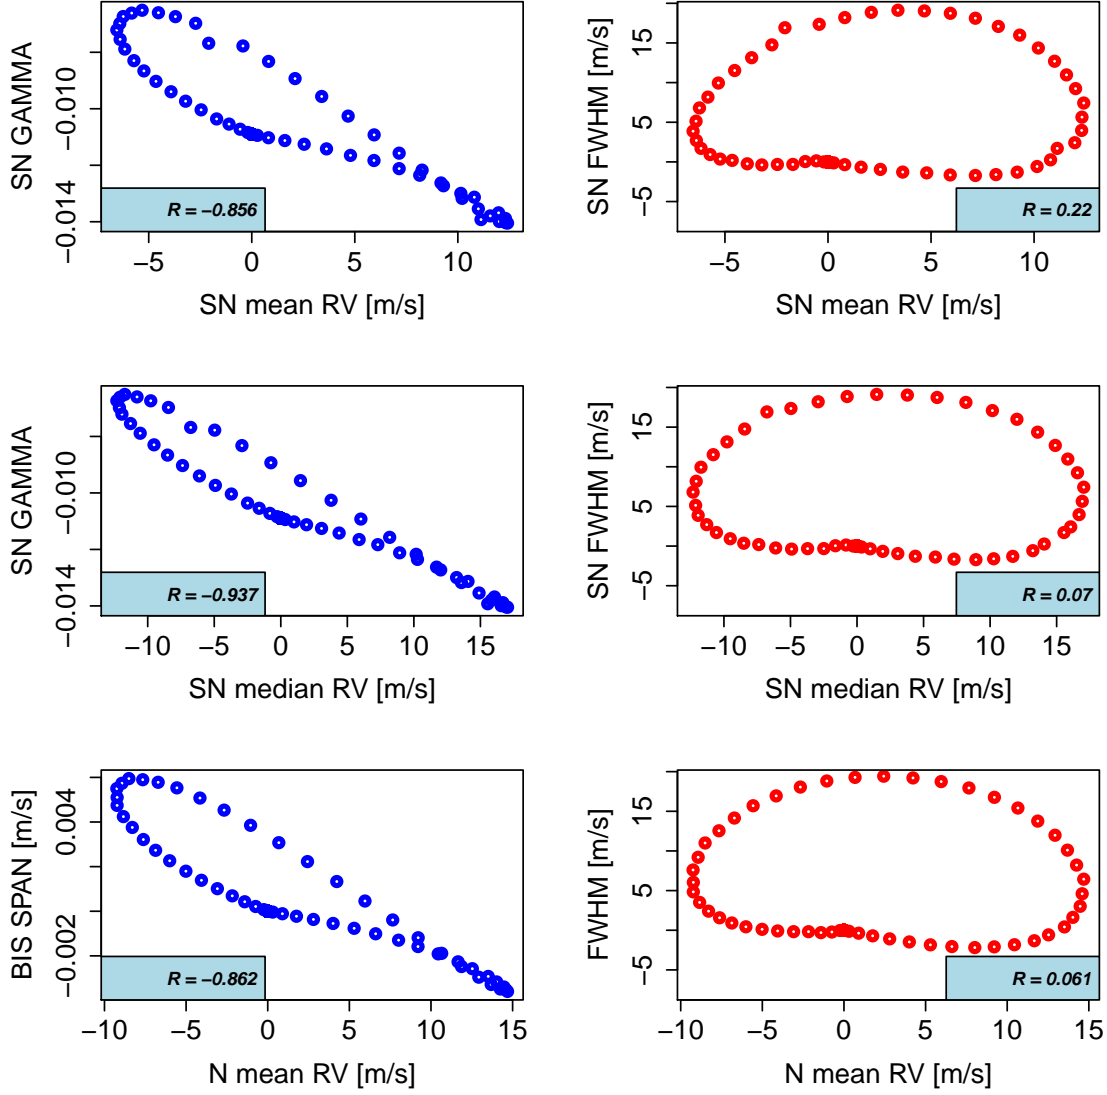 SN GAMMA
−0.014
−0.010
R = −0.856
−5
0
5
10
SN mean RV [m/s]
SN FWHM [m/s]
−5
5
15
R = 0.22
−5
0
5
10
SN mean RV [m/s]
SN GAMMA
−0.014
−0.010
R = −0.937
−10
−5
0
5
10
15
SN median RV [m/s]
SN FWHM [m/s]
−5
5
15
R = 0.07
−10
−5
0
5
10
15
SN median RV [m/s]
BIS SPAN [m/s]
−0.002
0.004
R = −0.862
−10
−5
0
5
10
15
N mean RV [m/s]
FWHM [m/s]
−5
5
15
R = 0.061
−10
−5
0
5
10
15
N mean RV [m/s]